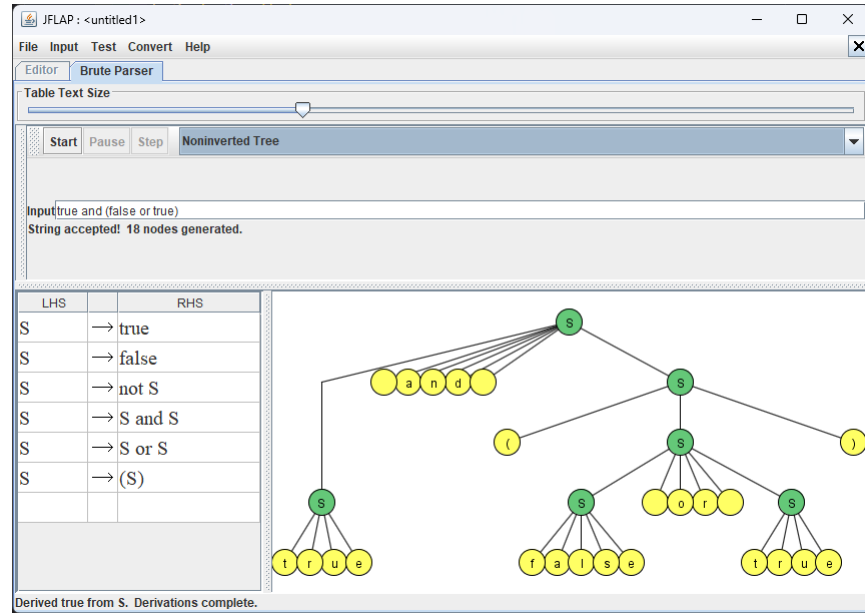 JFLAP : <untitled1>
File Input Test Convert Help
Editor Brute Parser
Table Text Size
Start Pause Step Noninverted Tree
Input true and (false or true)
String accepted! 18 nodes generated.
LHS RHS
S → true
S → false
S → not S
S → S and S
S → S or S
S → (S)
S
a n d S
( S )
S S o r S
t r u e f a l s e t r u e
Derived true from S. Derivations complete.